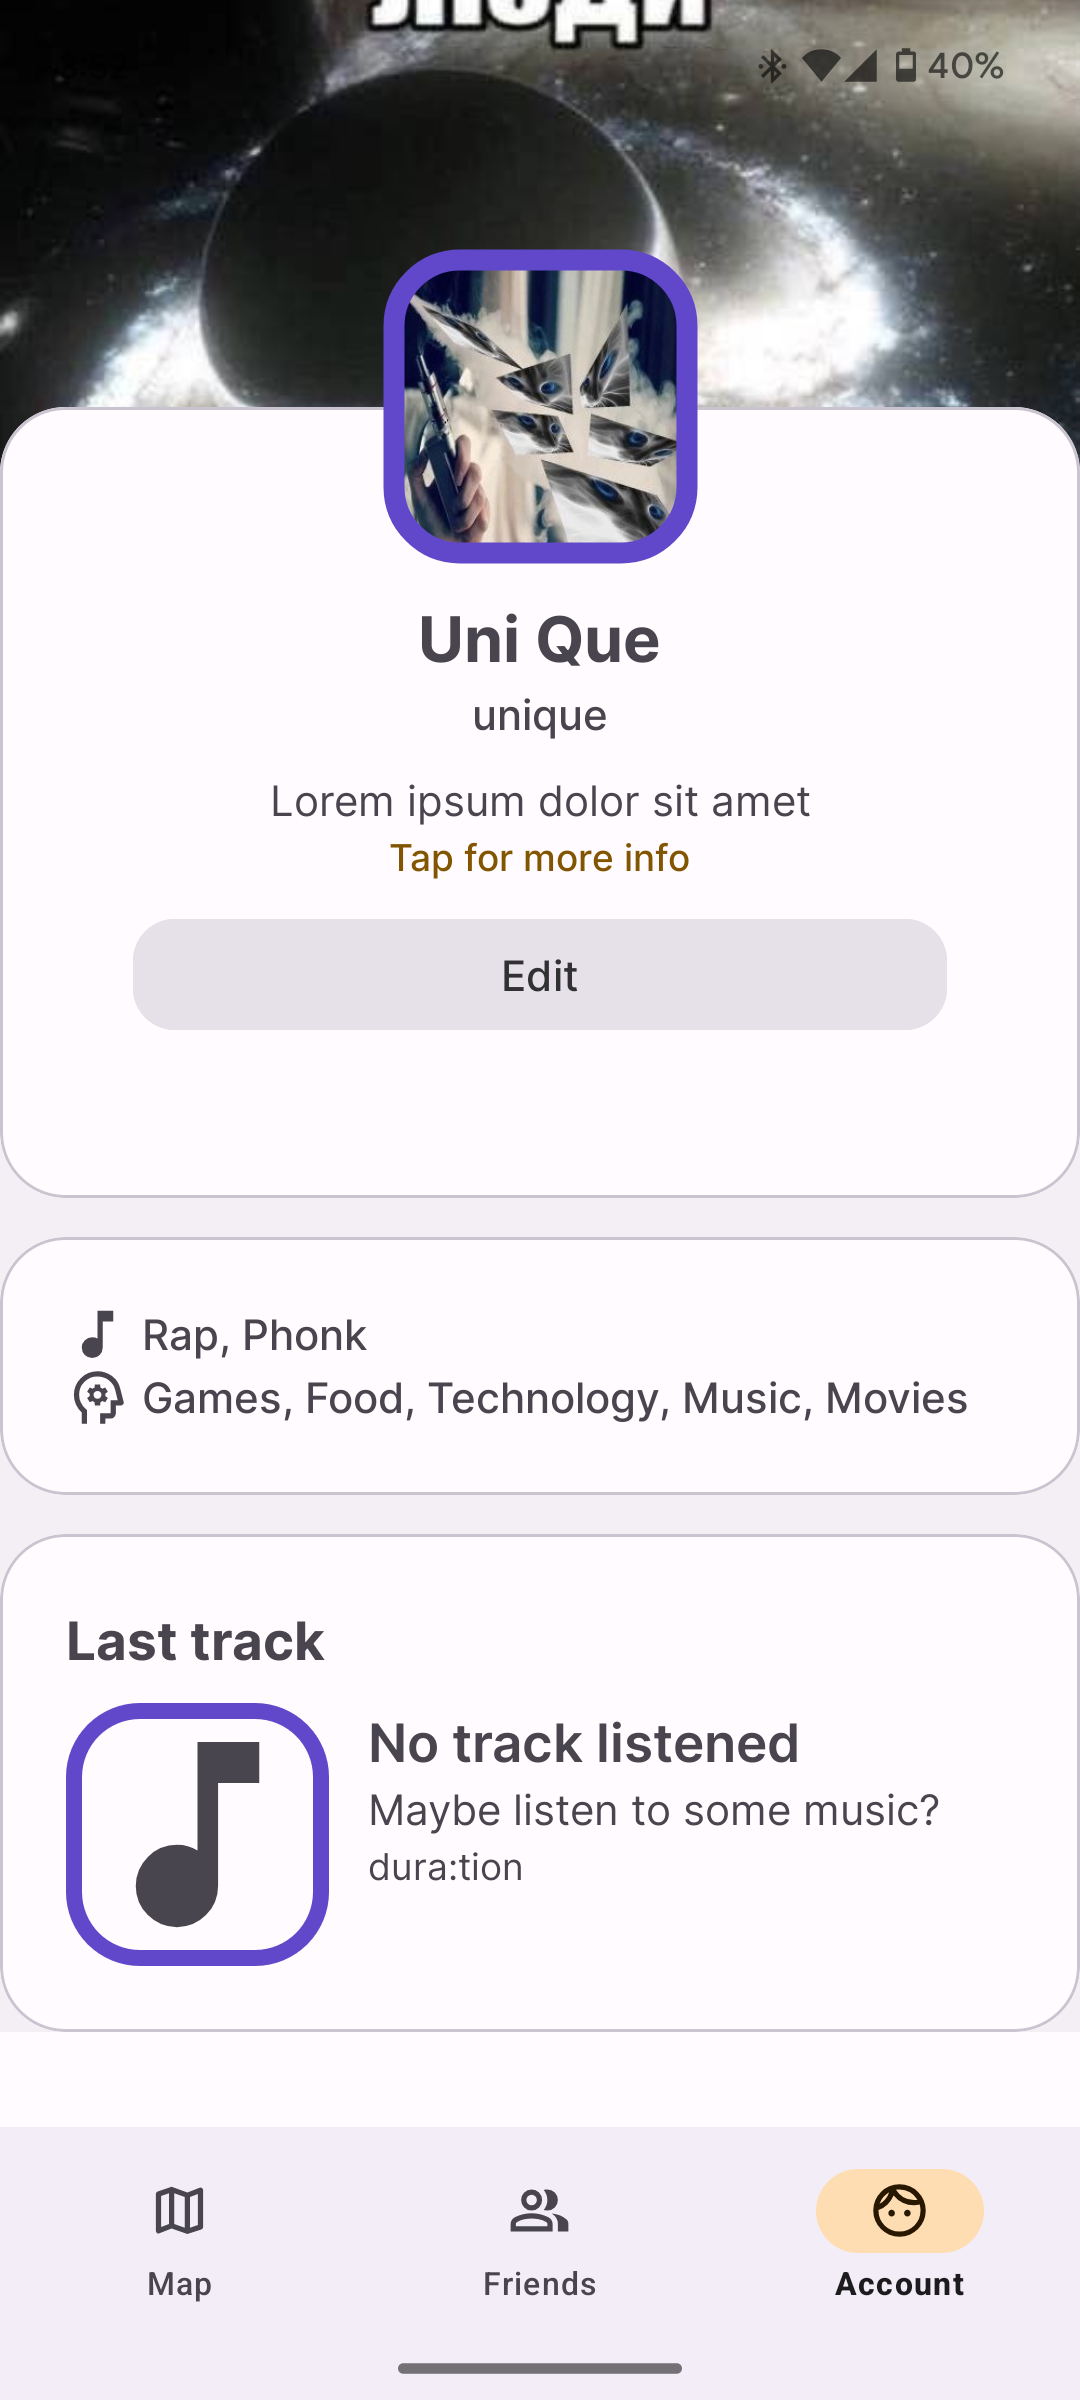 ЛЮДИ
40%
Uni Que
unique
Lorem ipsum dolor sit amet
Tap for more info
Edit
Rap, Phonk
Games, Food, Technology, Music, Movies
Last track
No track listened
Maybe listen to some music?
dura:tion
Map
Friends
Account